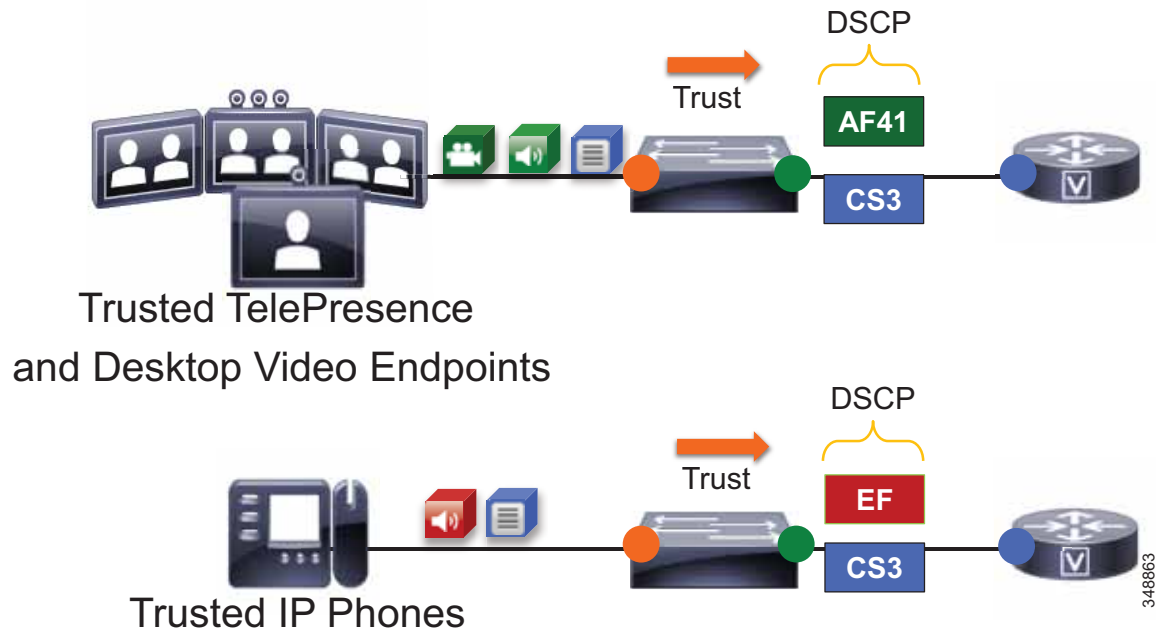 DSCP
Trust
AF41
CS3
V
Trusted TelePresence
and Desktop Video Endpoints
DSCP
Trust
EF
CS3
V
Trusted IP Phones
348863